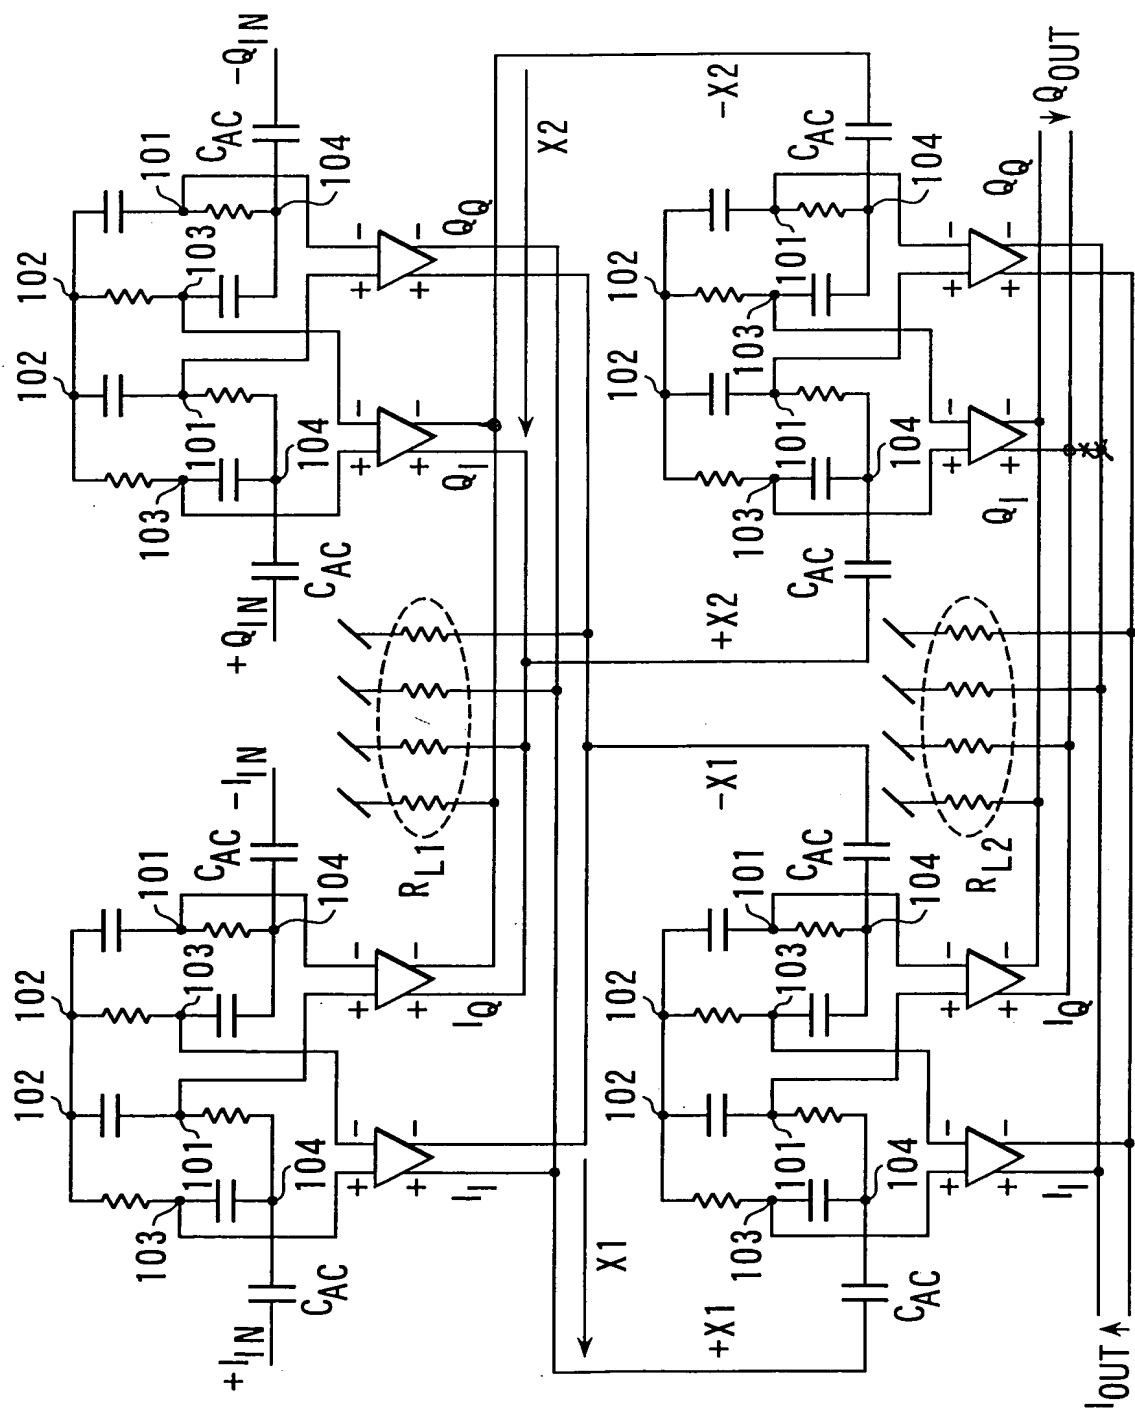 102
102
102
102
103
101
103
101
101
103
C_AC
101
103
C_AC
+I_IN
-I_IN
+Q_IN
-Q_IN
C_AC
104
104
C_AC
104
104
+ -
+ -
+ -
+ -
+ -
+ -
+ -
+ -
R_L1
I_I
I_Q
Q_I
Q_Q
X1
X2
+X1
-X1
+X2
-X2
102
102
102
102
103
101
103
103
101
103
C_AC
C_AC
101
101
101
C_AC
104
104
C_AC
104
104
+ -
+ -
+ -
+ -
+ -
+ -
+ -
+ -
R_L2
I_I
I_Q
Q_I
Q_Q
I_OUT
Q_OUT